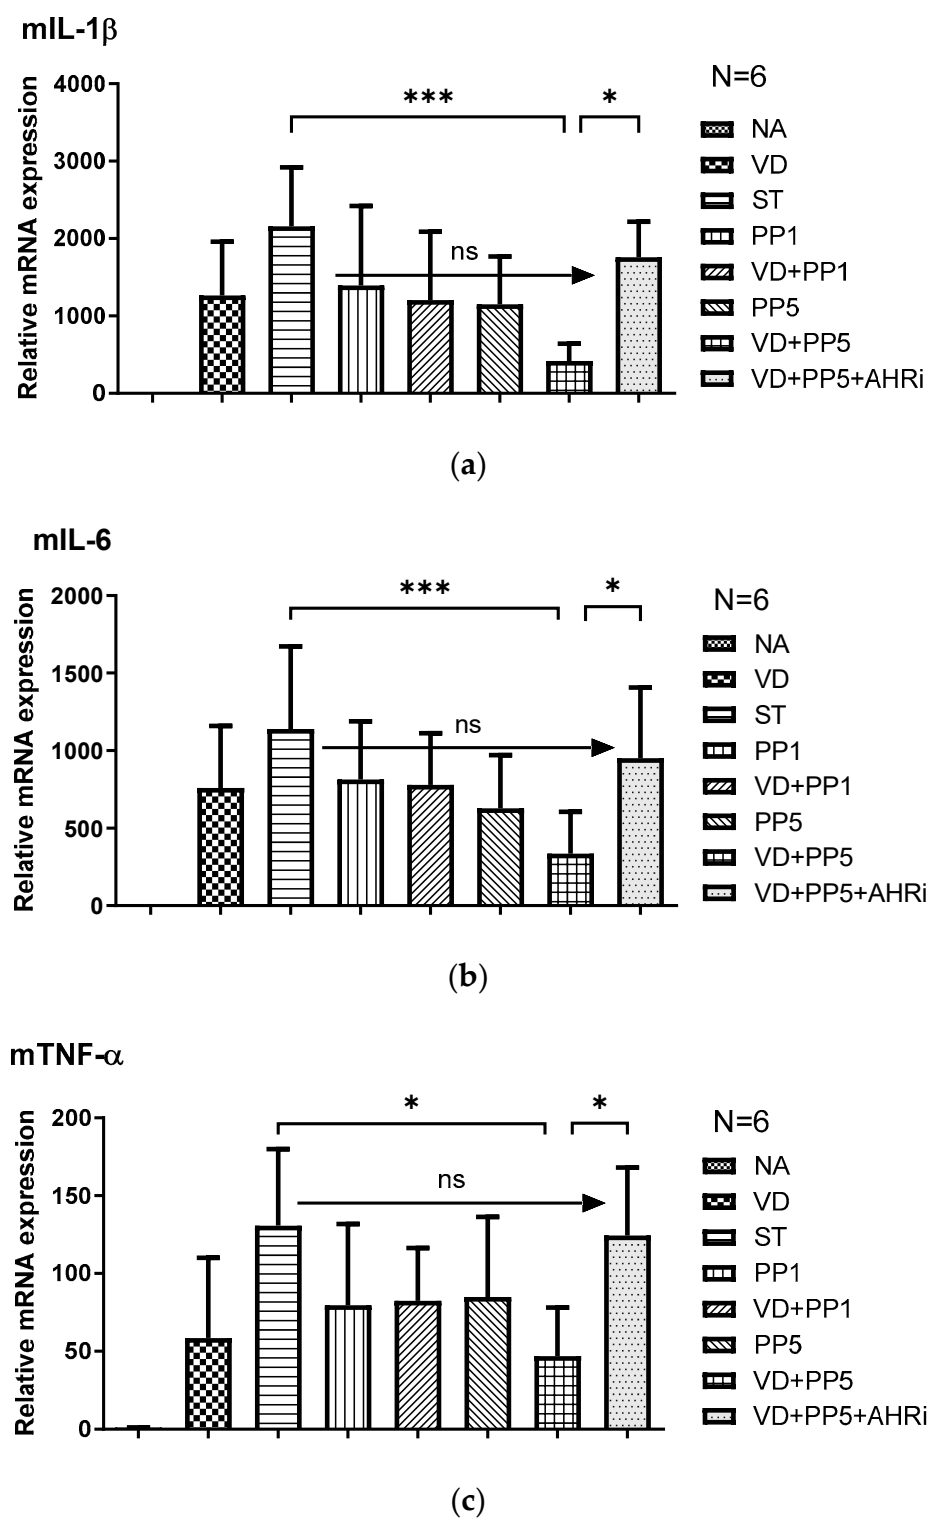 mIL-1β
N=6
Relative mRNA expression
4000
3000
2000
1000
0
***
*
ns
NA
VD
ST
PP1
VD+PP1
PP5
VD+PP5
VD+PP5+AHRi
(a)
mIL-6
N=6
Relative mRNA expression
2000
1500
1000
500
0
***
*
ns
NA
VD
ST
PP1
VD+PP1
PP5
VD+PP5
VD+PP5+AHRi
(b)
mTNF-α
N=6
Relative mRNA expression
200
150
100
50
0
*
*
ns
NA
VD
ST
PP1
VD+PP1
PP5
VD+PP5
VD+PP5+AHRi
(c)